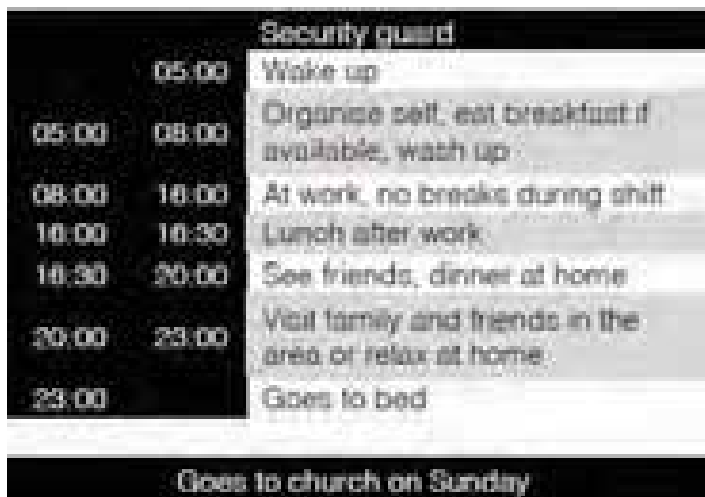 Security guard
05:00 Wake up
Organise self, eat breakfast if
05:00 08:00
available, wash up
08:00 16:00 At work, no breaks during shift
16:00 16:30 Lunch after work
16:30 20:00 See friends, dinner at home
Visit family and friends in the
20:00 23:00
area or relax at home
23:00 Goes to bed
Goes to church on Sunday